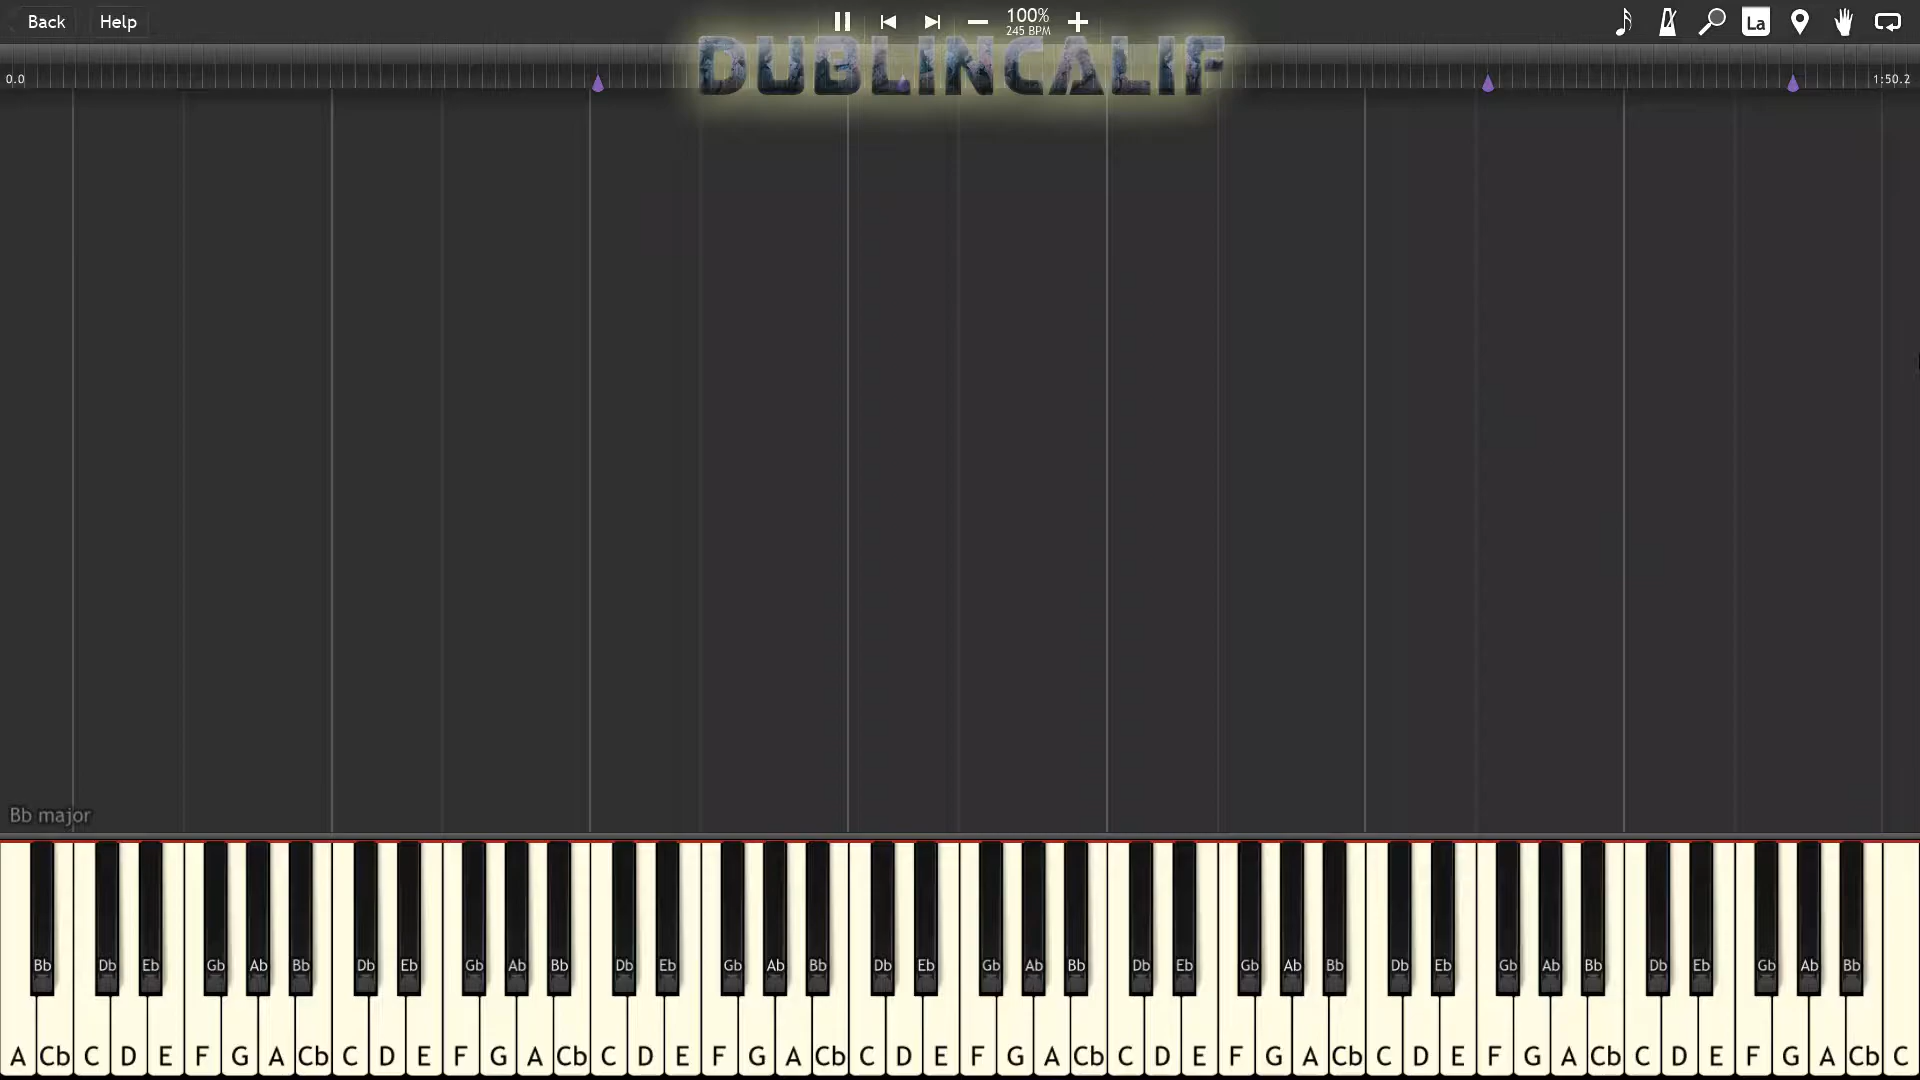 Back Help 100%
245 BPM
DUBLINCALIF
La
0.0 1:50.2
Bb major
Bb Db Eb Gb Ab Bb Db Eb Gb Ab Bb Db Eb Gb Ab Bb Db Eb Gb Ab Bb Db Eb Gb Ab Bb Db Eb Gb Ab Bb Db Eb Gb Ab Bb
A Cb C D E F G A Cb C D E F G A Cb C D E F G A Cb C D E F G A Cb C D E F G A Cb C D E F G A Cb C D E F G A Cb C